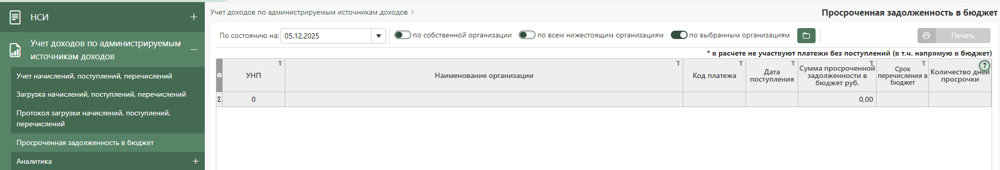 НСИ
Учет доходов по администрируемым
источникам доходов
Учет начислений, поступлений, перечислений
Загрузка начислений, поступлений, перечислений
Протокол загрузки начислений, поступлений,
перечислений
Просроченная задолженность в бюджет
Аналитика
Учет доходов по администрируемым источникам доходов >
Просроченная задолженность в бюджет
По состоянию на: 05.12.2025 по собственной организации по всем нижестоящим организациям по выбранным организациям Печать
* в расчете не участвуют платежи без поступлений (в т.ч. напрямую в бюджет)
УНП
Наименование организации
Код платежа
Дата
поступления
Сумма просроченной
задолженности в
бюджет руб.
Срок
перечисления в
бюджет
Количество дней
просрочки
?
Σ 0 0,00